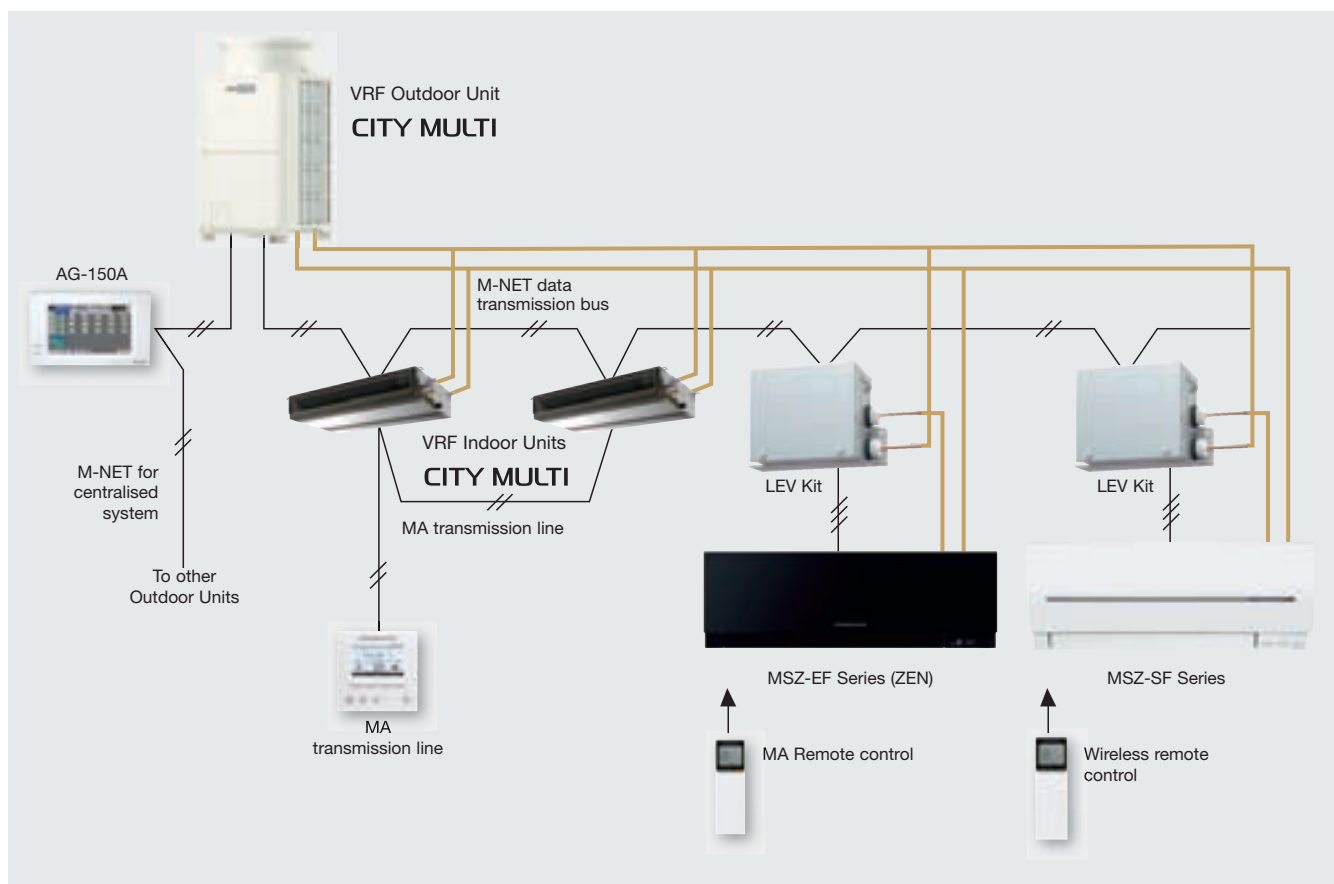 VRF Outdoor Unit
CITY MULTI
AG-150A
M-NET data
transmission bus
VRF Indoor Units
CITY MULTI
M-NET for
centralised
system
MA transmission line
LEV Kit
LEV Kit
To other
Outdoor Units
MSZ-EF Series (ZEN)
MSZ-SF Series
MA
transmission line
MA Remote control
Wireless remote
control